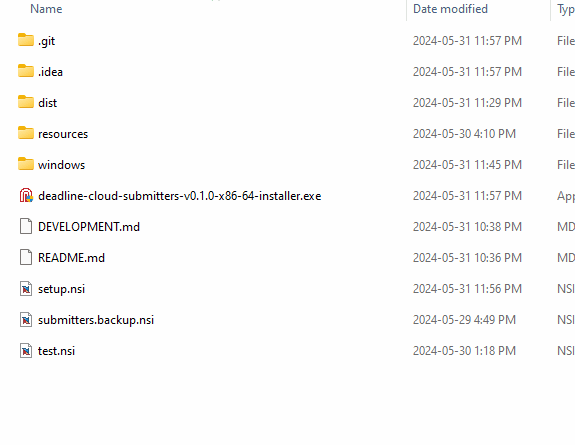 Name Date modified Typ
.git 2024-05-31 11:57 PM File
.idea 2024-05-31 11:57 PM File
dist 2024-05-31 11:29 PM File
resources 2024-05-30 4:10 PM File
windows 2024-05-31 11:45 PM File
deadline-cloud-submitters-v0.1.0-x86-64-installer.exe 2024-05-31 11:57 PM App
DEVELOPMENT.md 2024-05-31 10:38 PM MD
README.md 2024-05-31 10:36 PM MD
setup.nsi 2024-05-31 11:56 PM NSI
submitters.backup.nsi 2024-05-29 4:49 PM NSI
test.nsi 2024-05-30 1:18 PM NSI